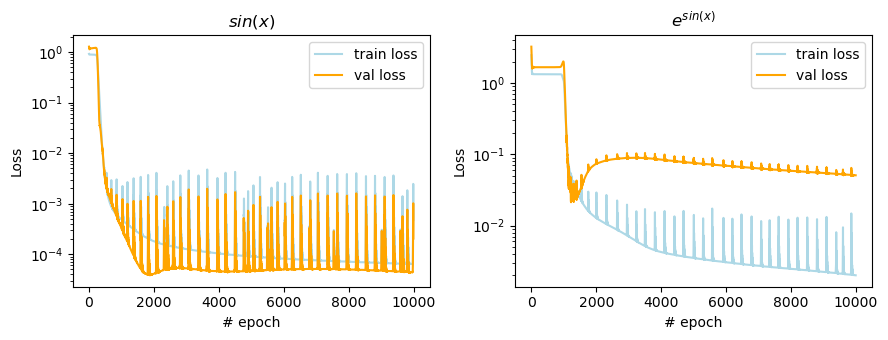 sin(x)
train loss
val loss
Loss
10⁰
10⁻¹
10⁻²
10⁻³
10⁻⁴
0 2000 4000 6000 8000 10000
# epoch
e^{sin(x)}
train loss
val loss
Loss
10⁰
10⁻¹
10⁻²
0 2000 4000 6000 8000 10000
# epoch